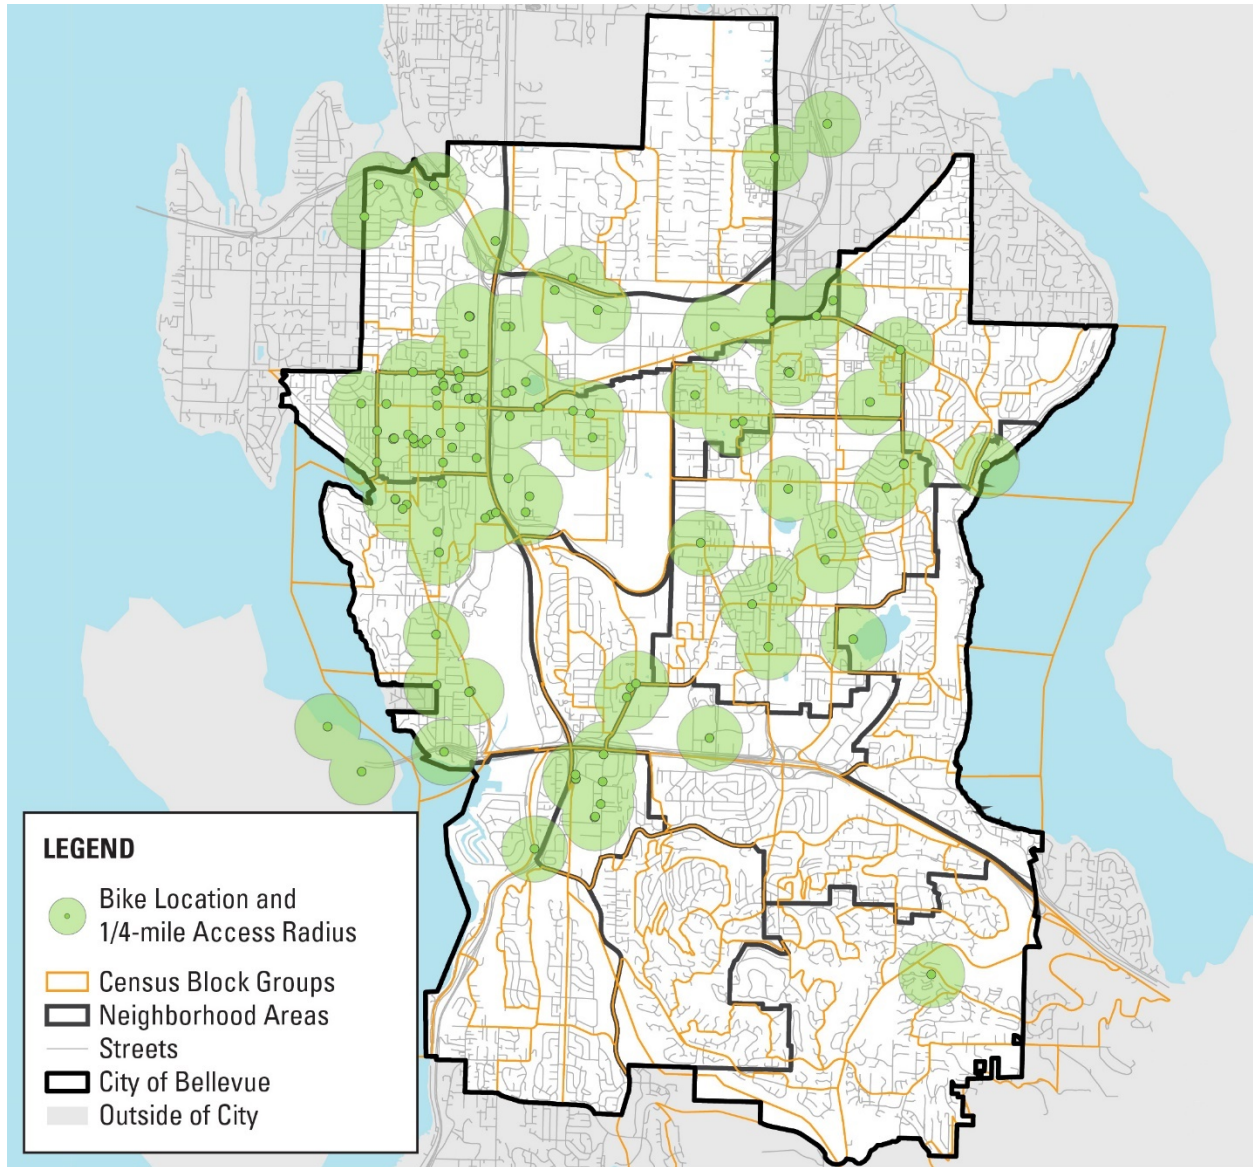 LEGEND
Bike Location and
1/4-mile Access Radius
Census Block Groups
Neighborhood Areas
Streets
City of Bellevue
Outside of City